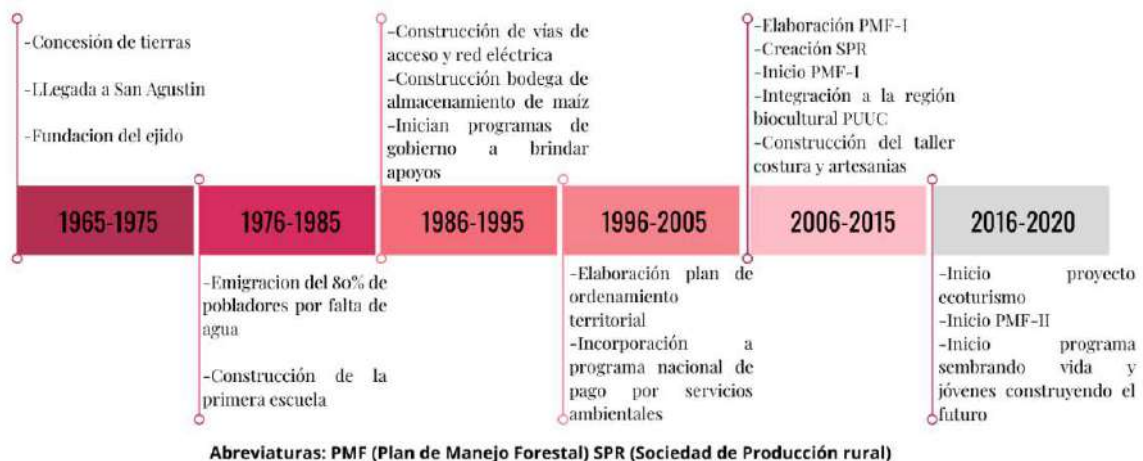 -Concesión de tierras
-LLegada a San Agustin
-Fundacion del ejido
-Construcción de vías de
acceso y red eléctrica
-Construcción bodega de
almacenamiento de maíz
-Inician programas de
gobierno a brindar
apoyos
-Elaboración PMF-I
-Creación SPR
-Inicio PMF-I
-Integración a la región
biocultural PUUC
-Construcción del taller
costura y artesanias
1965-1975
1976-1985
1986-1995
1996-2005
2006-2015
2016-2020
-Emigracion del 80% de
pobladores por falta de
agua
-Construcción de la
primera escuela
-Elaboración plan de
ordenamiento
territorial
-Incorporación a
programa nacional de
pago por servicios
ambientales
-Inicio proyecto
ecoturismo
-Inicio PMF-II
-Inicio programa
sembrando vida y
jóvenes construyendo el
futuro
Abreviaturas: PMF (Plan de Manejo Forestal) SPR (Sociedad de Producción rural)